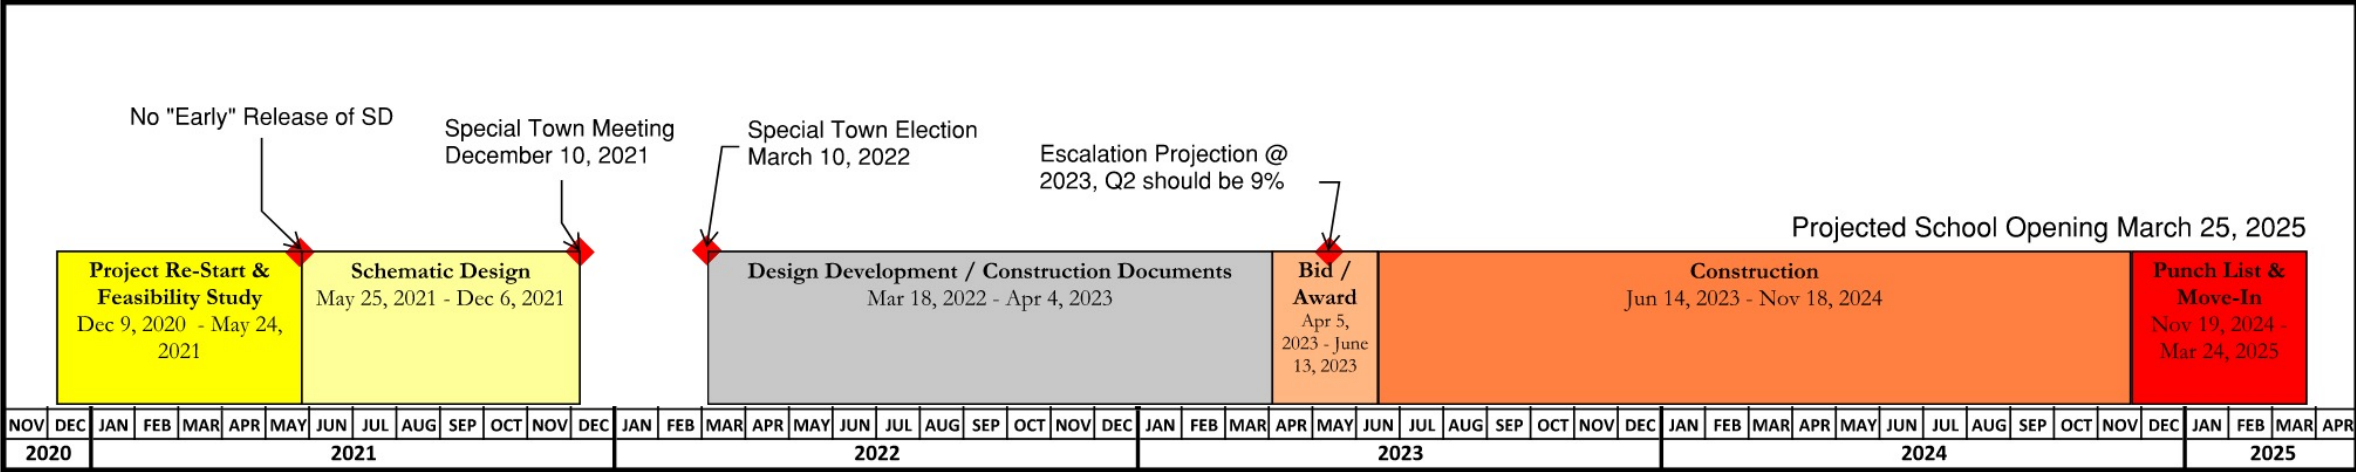 No "Early" Release of SD
Special Town Meeting
December 10, 2021
Special Town Election
March 10, 2022
Escalation Projection @
2023, Q2 should be 9%
Projected School Opening March 25, 2025
Project Re-Start &
Feasibility Study
Dec 9, 2020 - May 24,
2021
Schematic Design
May 25, 2021 - Dec 6, 2021
Design Development / Construction Documents
Mar 18, 2022 - Apr 4, 2023
Bid /
Award
Apr 5,
2023 - June
13, 2023
Construction
Jun 14, 2023 - Nov 18, 2024
Punch List &
Move-In
Nov 19, 2024 -
Mar 24, 2025
NOV DEC JAN FEB MAR APR MAY JUN JUL AUG SEP OCT NOV DEC JAN FEB MAR APR MAY JUN JUL AUG SEP OCT NOV DEC JAN FEB MAR APR MAY JUN JUL AUG SEP OCT NOV DEC JAN FEB MAR APR MAY JUN JUL AUG SEP OCT NOV DEC JAN FEB MAR APR
2020 2021 2022 2023 2024 2025